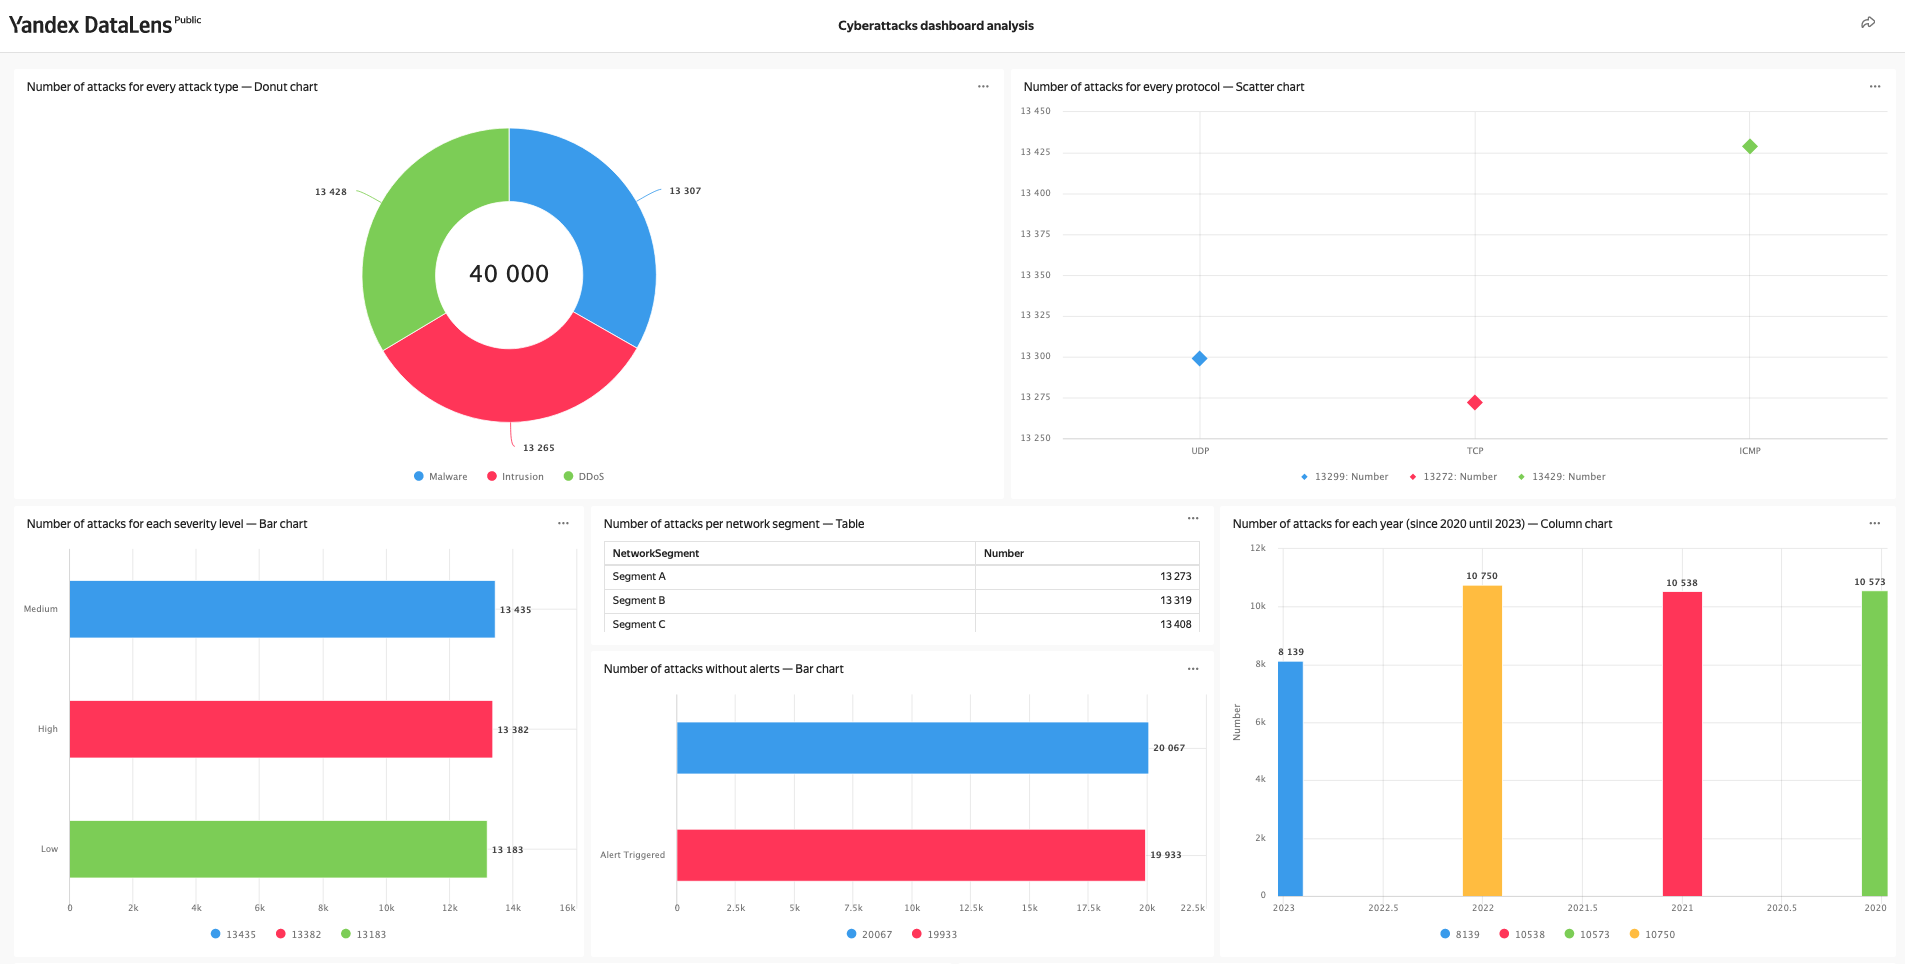 Yandex DataLens Public
Cyberattacks dashboard analysis
Number of attacks for every attack type — Donut chart
13 428
13 307
40 000
13 265
Malware Intrusion DDoS
Number of attacks for every protocol — Scatter chart
13 450
13 425
13 400
13 375
13 350
13 325
13 300
13 275
13 250
UDP TCP ICMP
13299: Number 13272: Number 13429: Number
Number of attacks for each severity level — Bar chart
Medium 13 435
High 13 382
Low 13 183
0 2k 4k 6k 8k 10k 12k 14k 16k
13435 13382 13183
Number of attacks per network segment — Table
NetworkSegment Number
Segment A 13 273
Segment B 13 319
Segment C 13 408
Number of attacks without alerts — Bar chart
20 067
Alert Triggered 19 933
0 2.5k 5k 7.5k 10k 12.5k 15k 17.5k 20k 22.5k
20067 19933
Number of attacks for each year (since 2020 until 2023) — Column chart
Number
12k
10k
8k
6k
4k
2k
0
8 139
10 750
10 538
10 573
2023 2022.5 2022 2021.5 2021 2020.5 2020
8139 10538 10573 10750